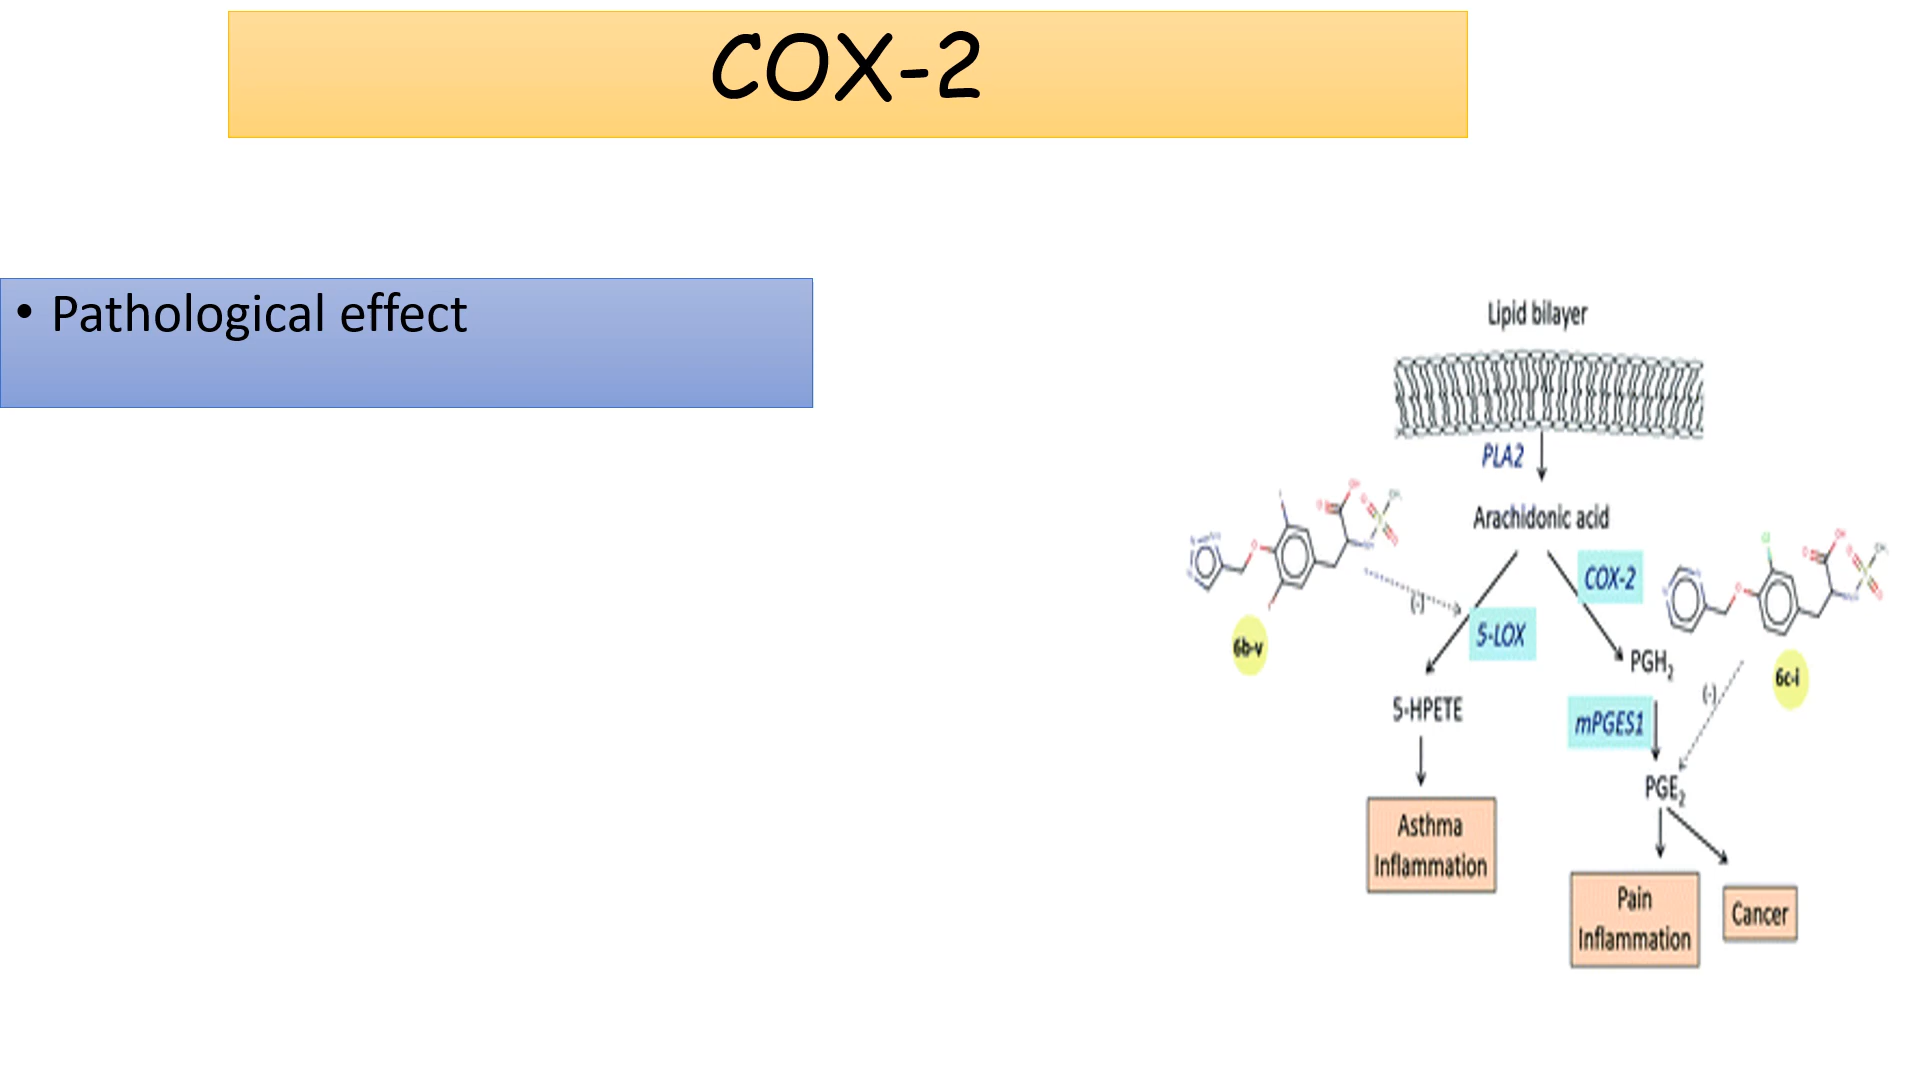 COX-2
• Pathological effect
Lipid bilayer
PLA2
Arachidonic acid
COX-2
(-)
5-LOX
6b-v
PGH2
6c-i
(-)
5-HPETE
mPGES1
PGE2
Asthma
Inflammation
Pain
Inflammation
Cancer